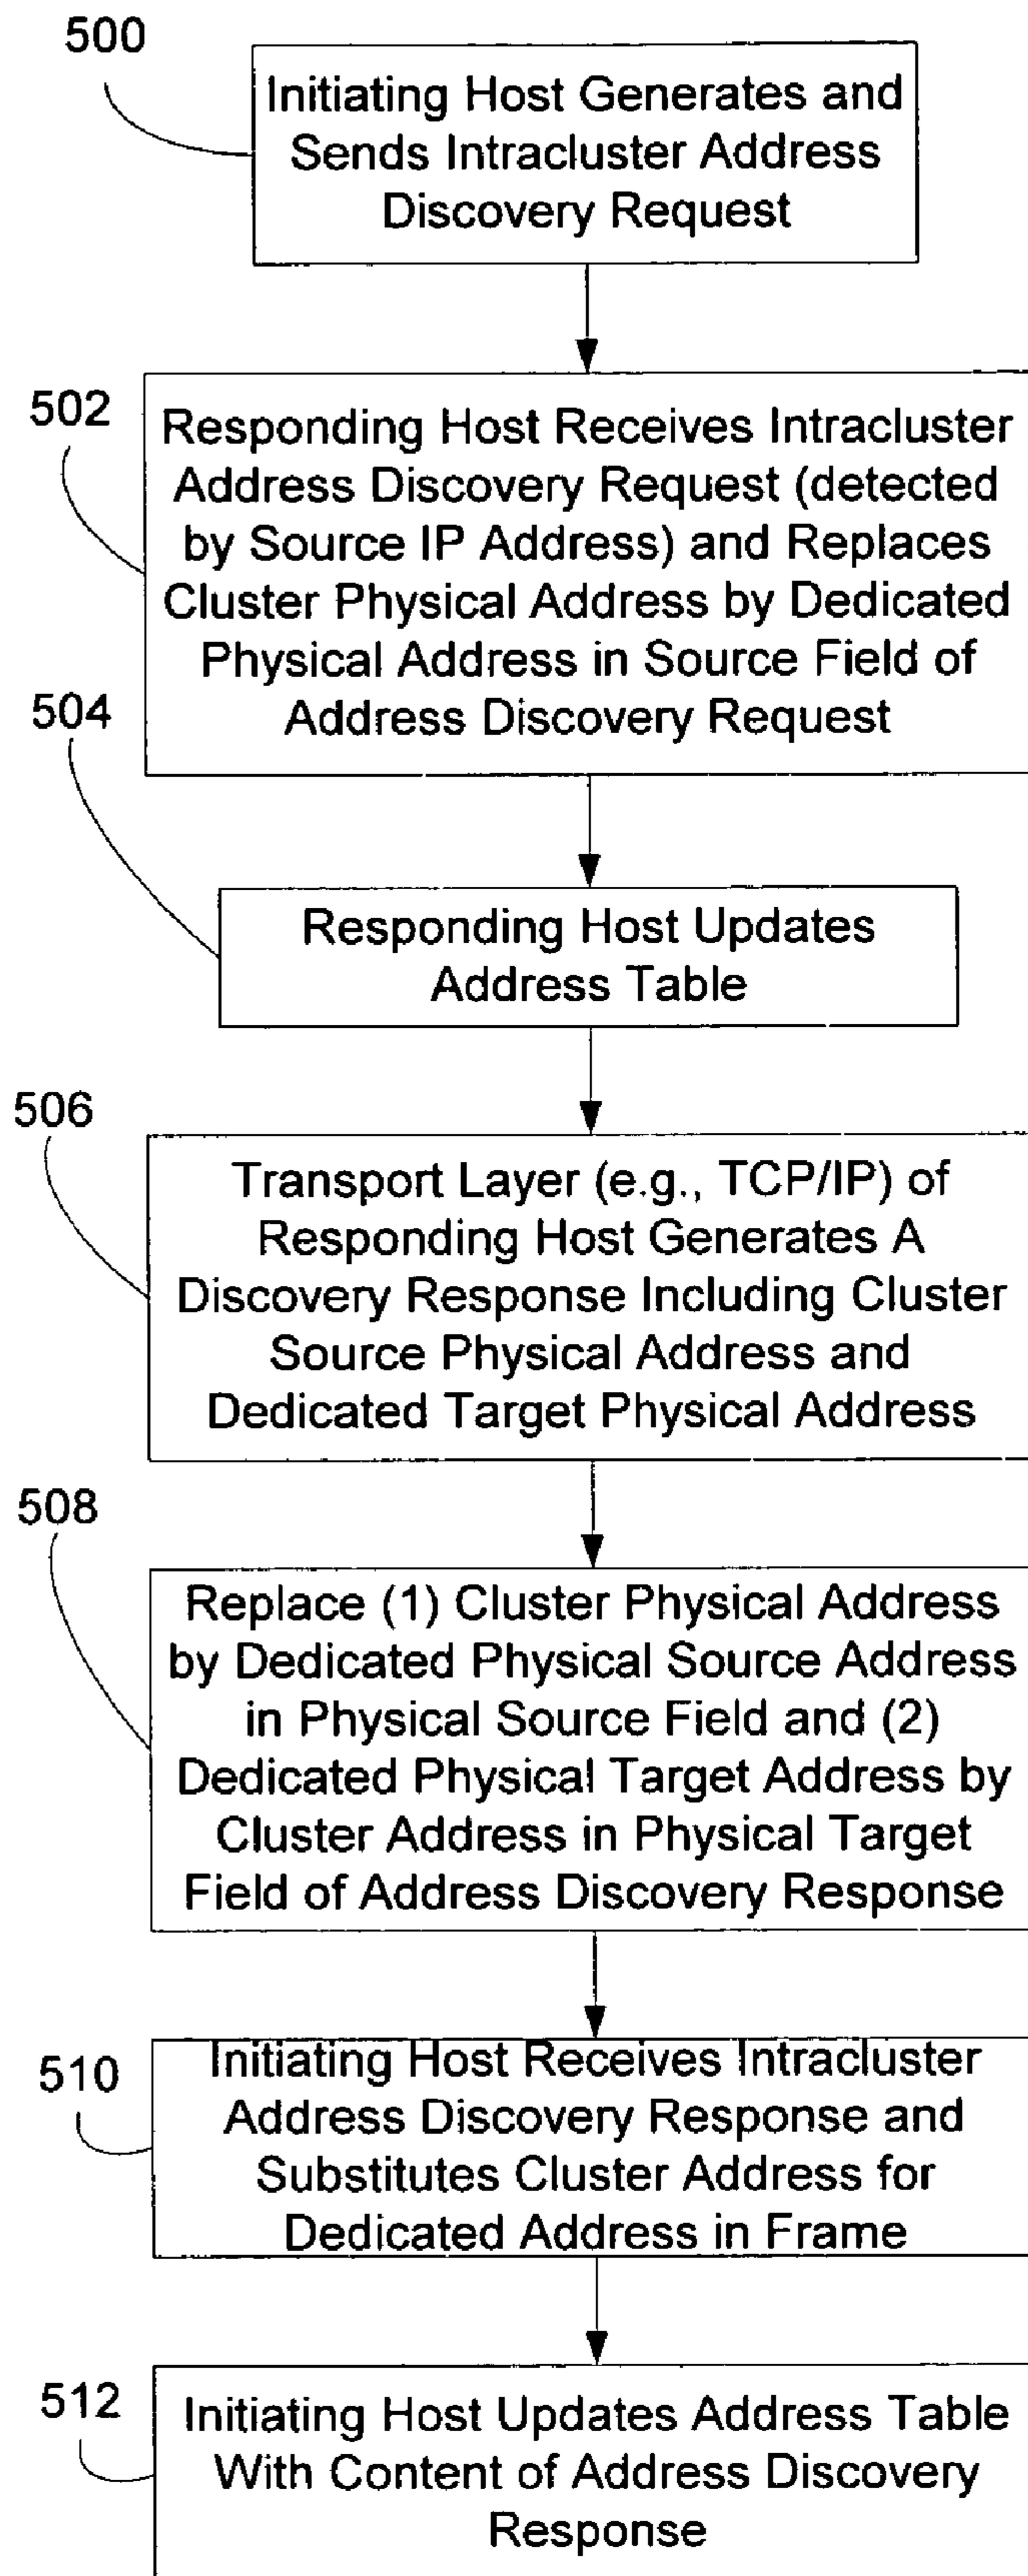 500
Initiating Host Generates and
Sends Intracluster Address
Discovery Request
502
Responding Host Receives Intracluster
Address Discovery Request (detected
by Source IP Address) and Replaces
Cluster Physical Address by Dedicated
Physical Address in Source Field of
Address Discovery Request
504
Responding Host Updates
Address Table
506
Transport Layer (e.g., TCP/IP) of
Responding Host Generates A
Discovery Response Including Cluster
Source Physical Address and
Dedicated Target Physical Address
508
Replace (1) Cluster Physical Address
by Dedicated Physical Source Address
in Physical Source Field and (2)
Dedicated Physical Target Address by
Cluster Address in Physical Target
Field of Address Discovery Response
510
Initiating Host Receives Intracluster
Address Discovery Response and
Substitutes Cluster Address for
Dedicated Address in Frame
512
Initiating Host Updates Address Table
With Content of Address Discovery
Response